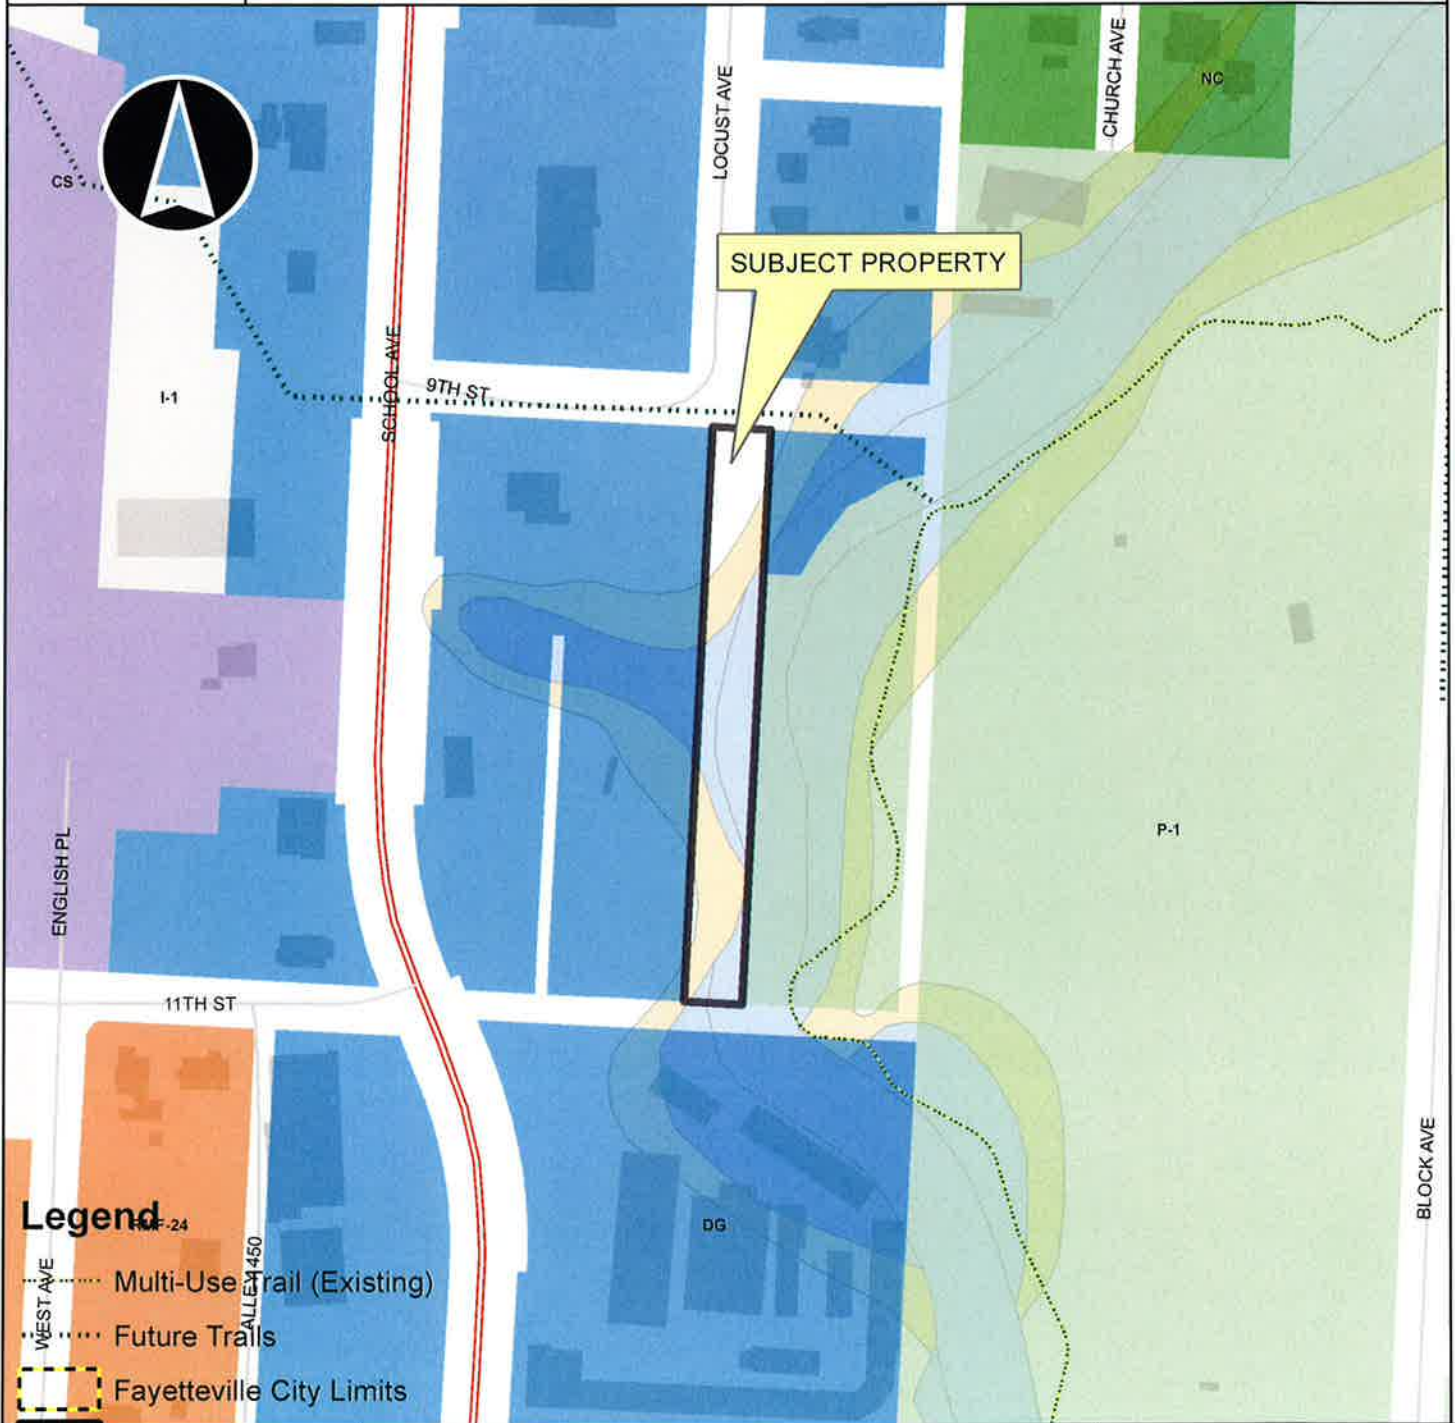 CHURCH AVE
NC
LOCUST AVE
CS
SUBJECT PROPERTY
SCHOOL AVE
9TH ST
I-1
P-1
ENGLISH PL
11TH ST
BLOCK AVE
DG
Legend
-24
ALLEY 450
WEST AVE
Multi-Use Trail (Existing)
Future Trails
Fayetteville City Limits